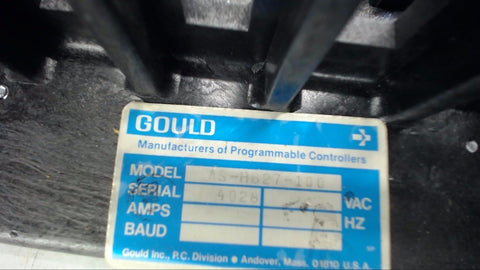 GOULD
Manufacturers of Programmable Controllers
MODEL AS-H827-100
SERIAL 4028 VAC
AMPS HZ
BAUD
Gould Inc., P.C. Division • Andover, Mass. 01810 U.S.A.